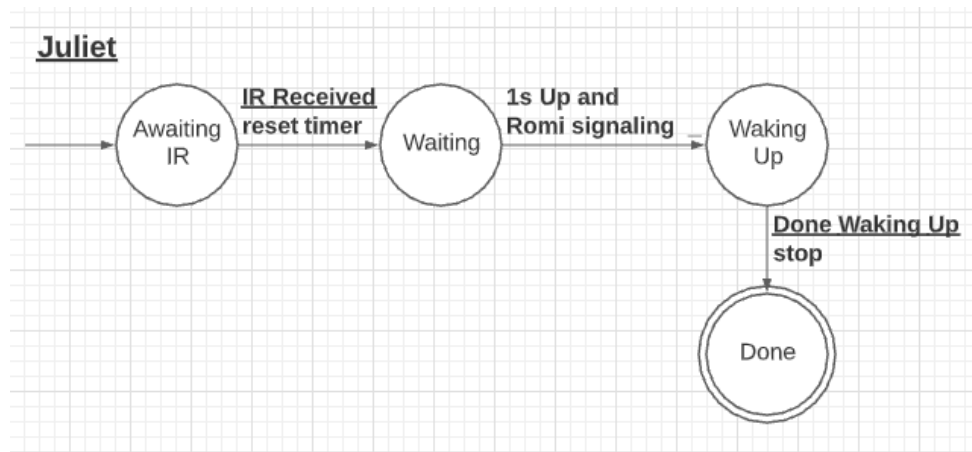 Juliet
Awaiting
IR
IR Received
reset timer
Waiting
1s Up and
Romi signaling
Waking
Up
Done Waking Up
stop
Done